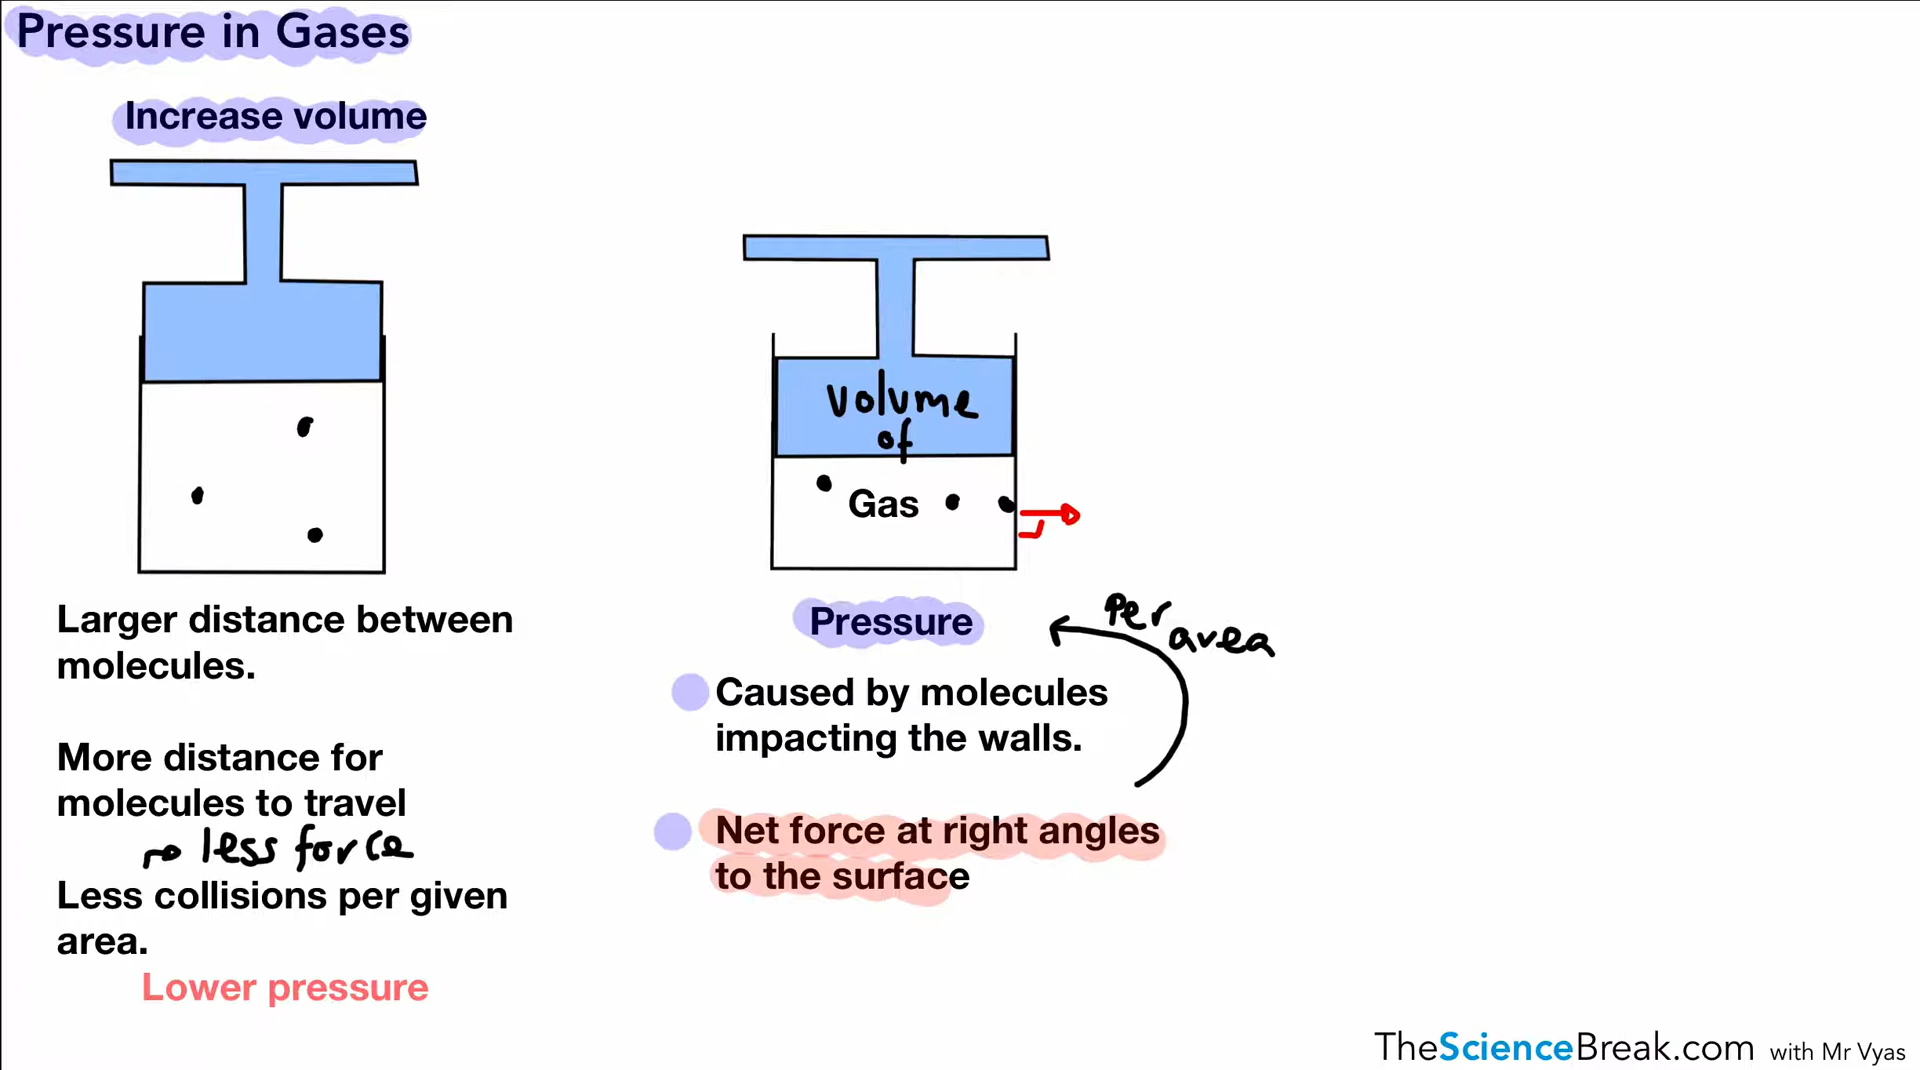 Pressure in Gases
Increase volume
Larger distance between
molecules.
More distance for
molecules to travel
less force
Less collisions per given
area.
Lower pressure
volume
of
Gas
Pressure
Per
area
Caused by molecules
impacting the walls.
Net force at right angles
to the surface
TheScienceBreak.com with Mr Vyas